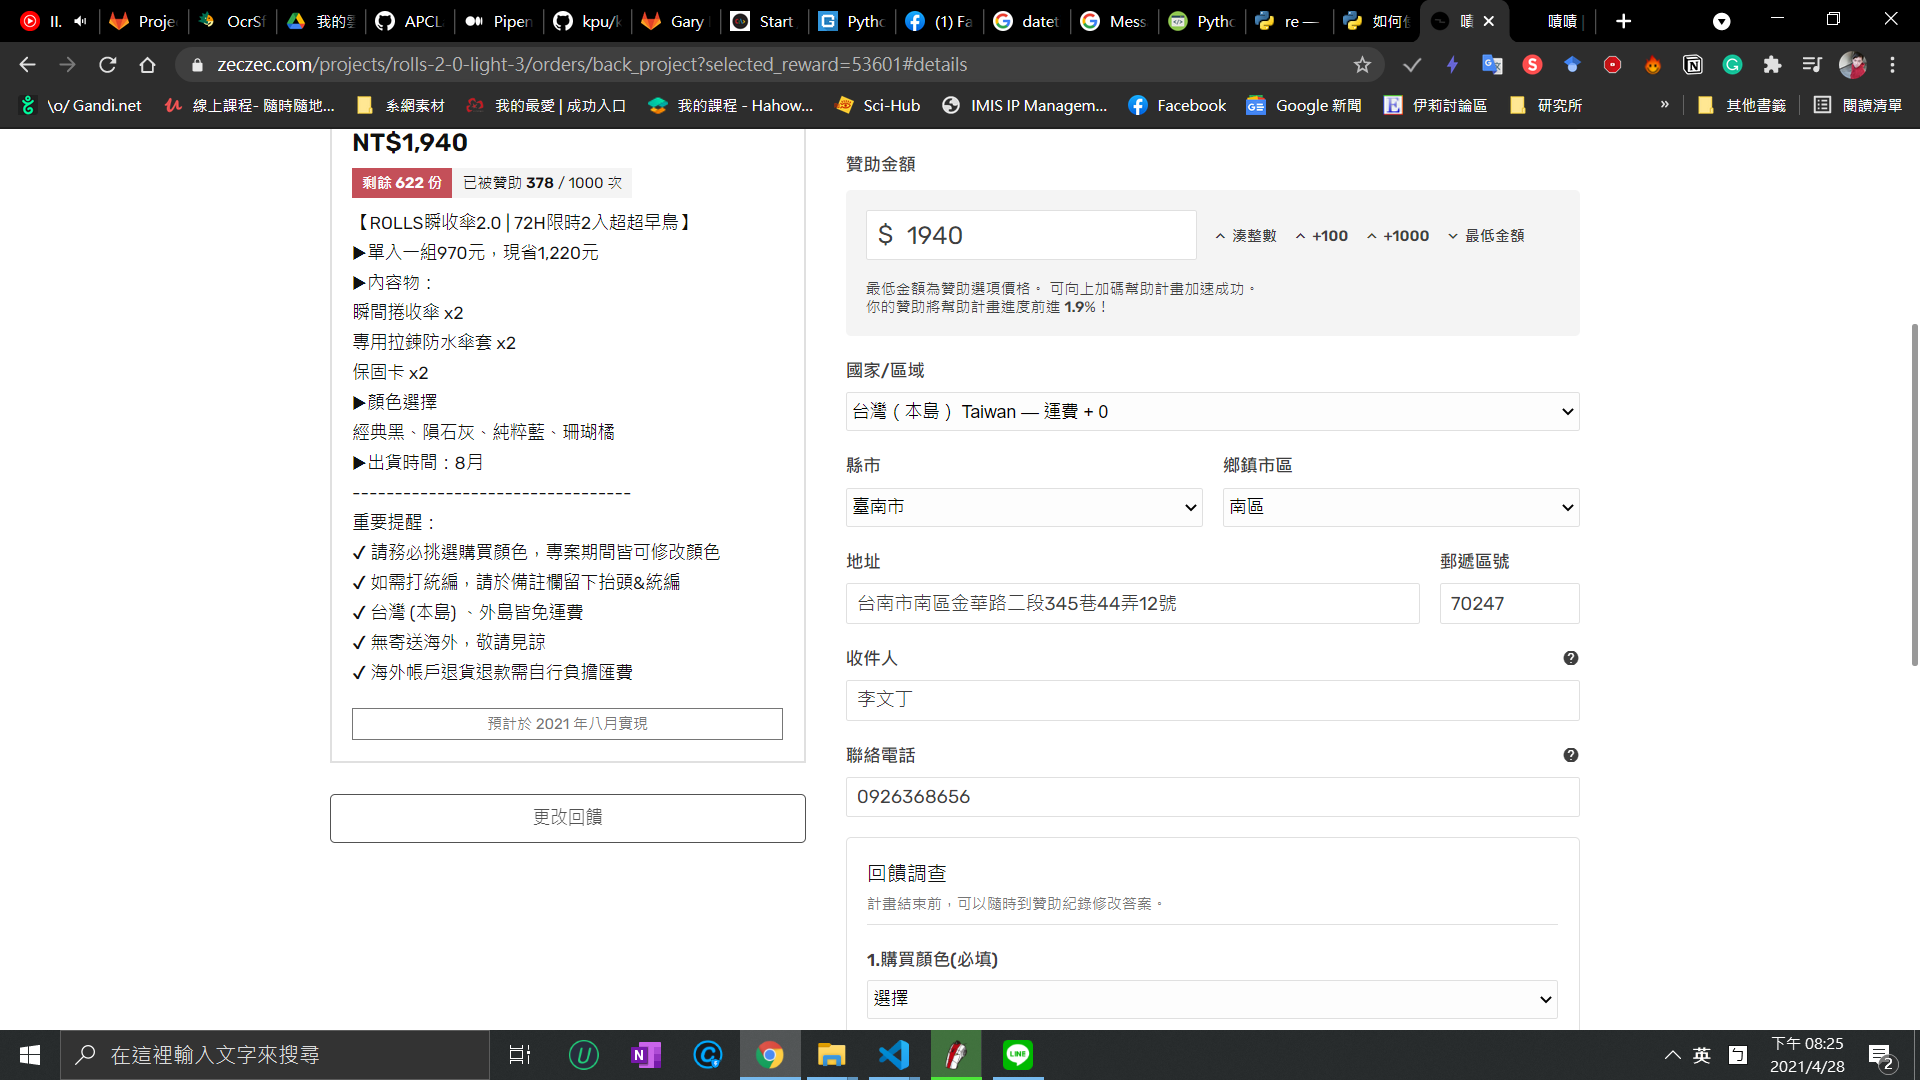 II.
Projec
OcrSf
我的雲
APCL
Pipen
kpu/k
Gary
Start
Pytho
(1) Fa
datet
Mess
Pytho
re —
如何使
嘖
嘖嘖
zeczec.com/projects/rolls-2-0-light-3/orders/back_project?selected_reward=53601#details
\o/ Gandi.net
線上課程- 隨時隨地...
系網素材
我的最愛 | 成功入口
我的課程 - Hahow...
Sci-Hub
IMIS IP Managem...
Facebook
Google 新聞
伊莉討論區
研究所
»
其他書籤
閱讀清單
NT$1,940
剩餘 622 份
已被贊助 378 / 1000 次
【ROLLS瞬收傘2.0 | 72H限時2入超超早鳥】
▶單入一組970元，現省1,220元
▶內容物：
瞬間捲收傘 x2
專用拉鍊防水傘套 x2
保固卡 x2
▶顏色選擇
經典黑、隕石灰、純粹藍、珊瑚橘
▶出貨時間：8月
---------------------------------
重要提醒：
✓ 請務必挑選購買顏色，專案期間皆可修改顏色
✓ 如需打統編，請於備註欄留下抬頭&統編
✓ 台灣 (本島) 、外島皆免運費
✓ 無寄送海外，敬請見諒
✓ 海外帳戶退貨退款需自行負擔匯費
預計於 2021 年八月實現
更改回饋
贊助金額
$ 1940
湊整數
+100
+1000
最低金額
最低金額為贊助選項價格。 可向上加碼幫助計畫加速成功。
你的贊助將幫助計畫進度前進 1.9%！
國家/區域
台灣（本島） Taiwan — 運費 + 0
縣市
鄉鎮市區
臺南市
南區
地址
郵遞區號
台南市南區金華路二段345巷44弄12號
70247
收件人
李文丁
聯絡電話
0926368656
回饋調查
計畫結束前，可以隨時到贊助紀錄修改答案。
1.購買顏色(必填)
選擇
在這裡輸入文字來搜尋
英
下午 08:25
2021/4/28
2